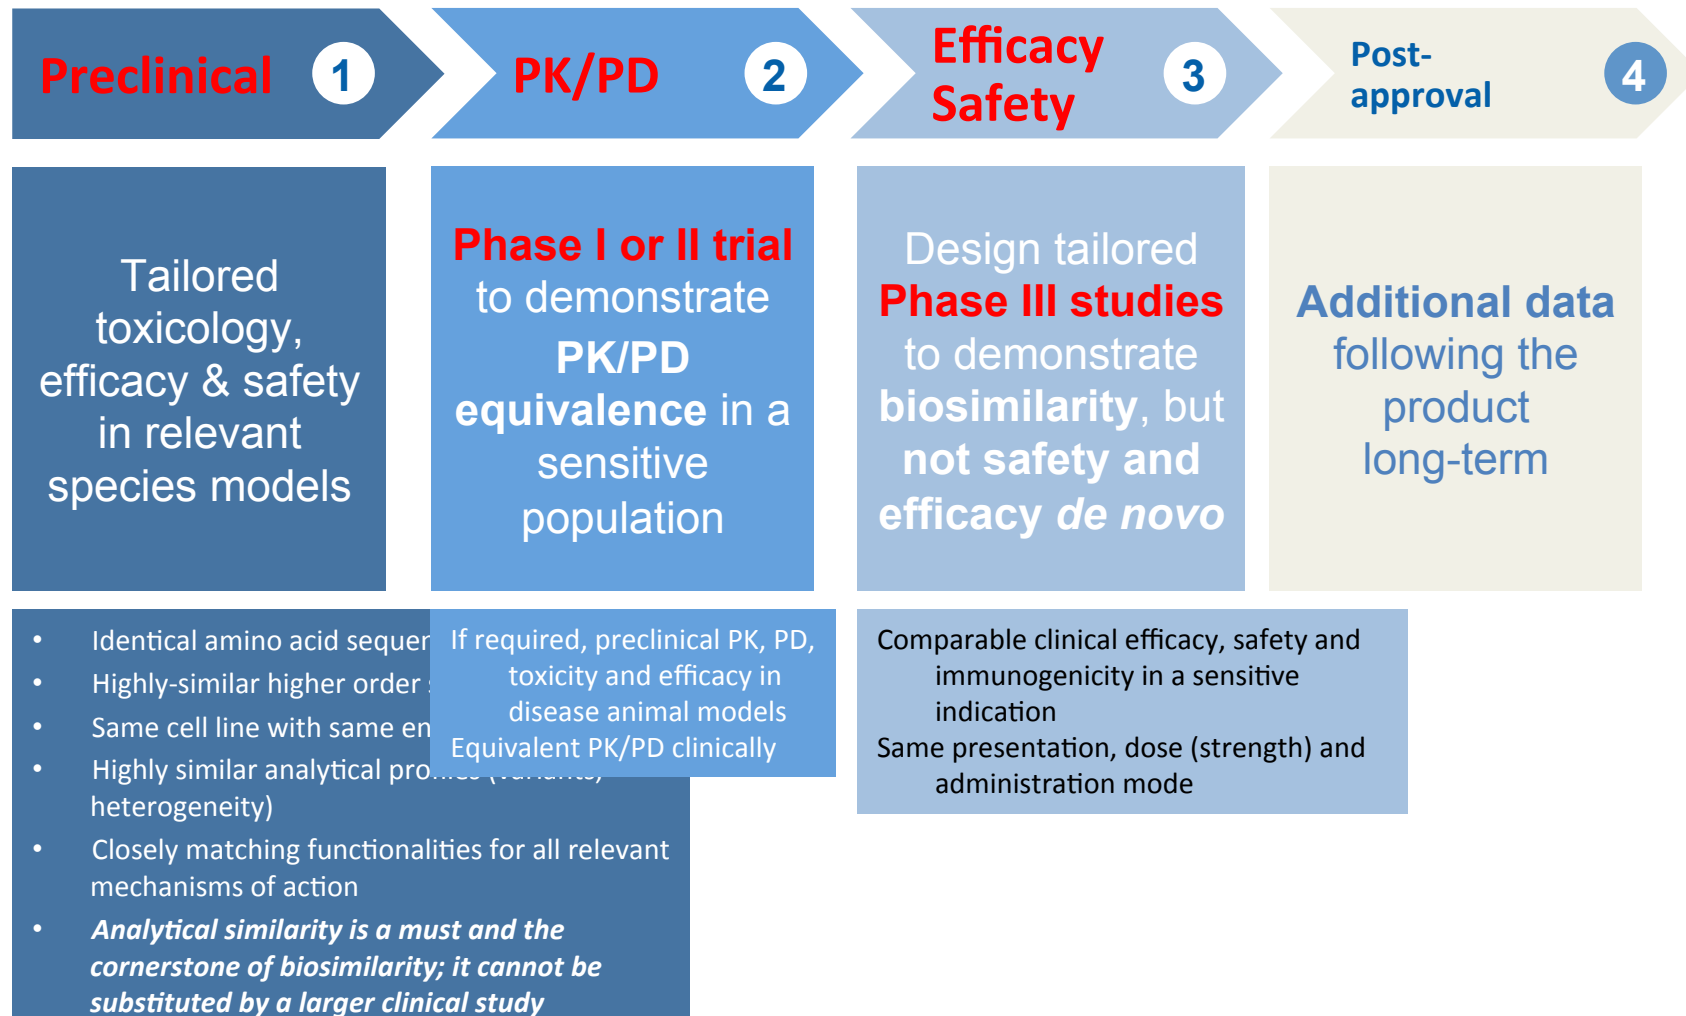 Preclinical 1
PK/PD 2
Efficacy
Safety 3
Post-
approval 4
Tailored
toxicology,
efficacy & safety
in relevant
species models
Phase I or II trial
to demonstrate
PK/PD
equivalence in a
sensitive
population
Design tailored
Phase III studies
to demonstrate
biosimilarity, but
not safety and
efficacy de novo
Additional data
following the
product
long-term
• Identical amino acid
• Highly-similar higher order
• Same cell line with same
• Highly similar analytical
heterogeneity)
• Closely matching functionalities for all relevant
mechanisms of action
• Analytical similarity is a must and the
cornerstone of biosimilarity; it cannot be
substituted by a larger clinical study
If required, preclinical PK, PD,
toxicity and efficacy in
disease animal models
Equivalent PK/PD clinically
Comparable clinical efficacy, safety and
immunogenicity in a sensitive
indication
Same presentation, dose (strength) and
administration mode